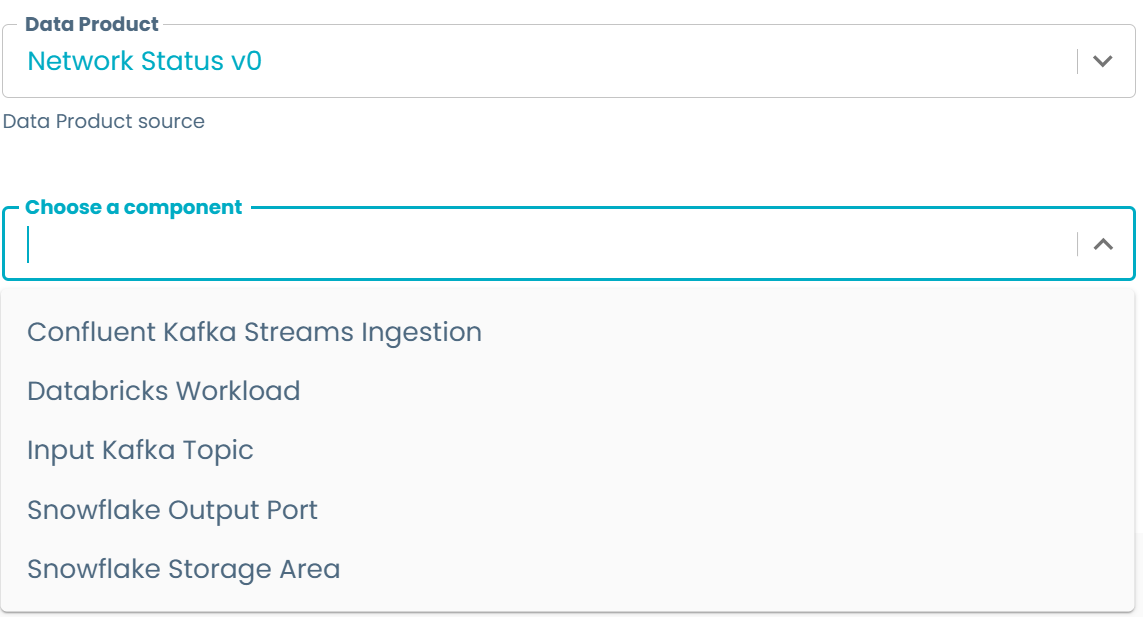 Data Product
Network Status v0
Data Product source
Choose a component
Confluent Kafka Streams Ingestion
Databricks Workload
Input Kafka Topic
Snowflake Output Port
Snowflake Storage Area